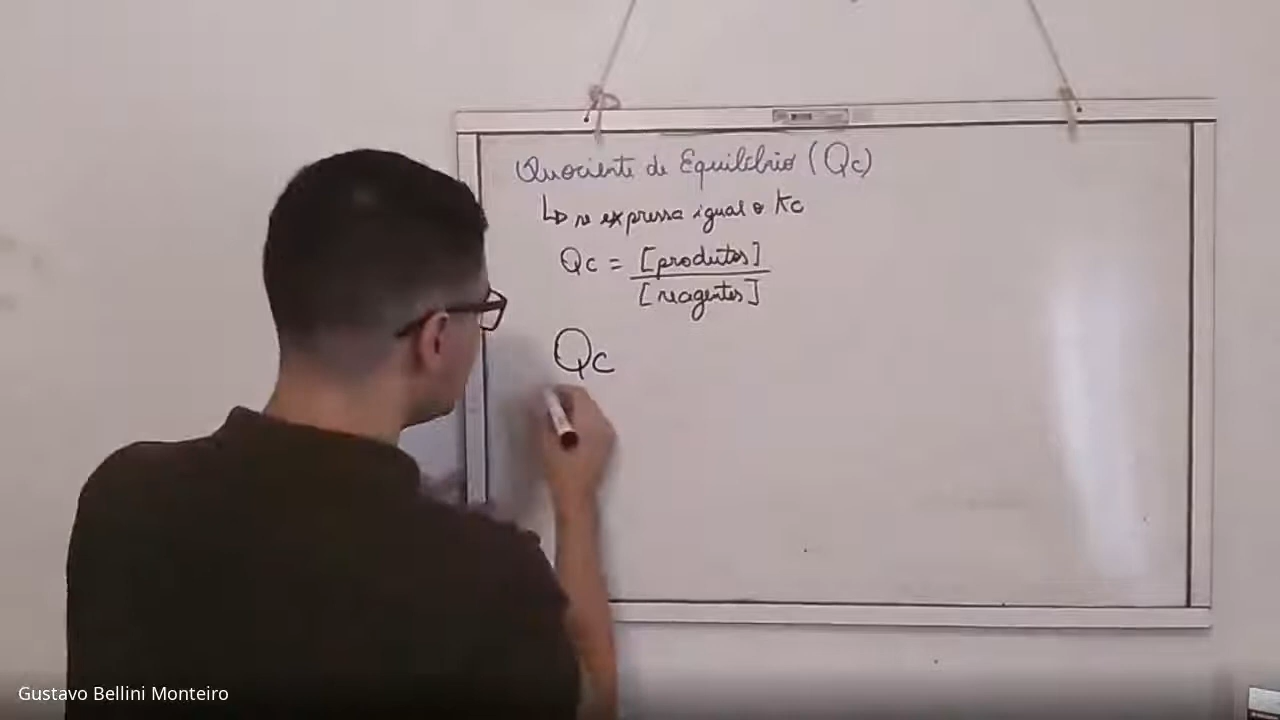 Quociente de Equilíbrio (Qc)
↳ se expressa igual o Kc
Qc = [produtos]
[reagentes]
Qc
Gustavo Bellini Monteiro